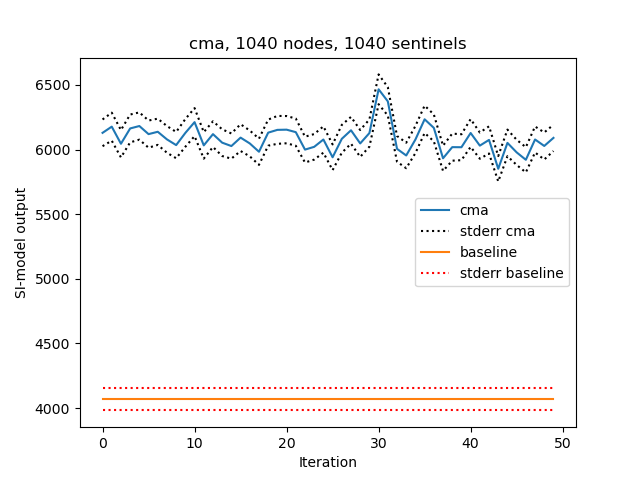 cma, 1040 nodes, 1040 sentinels
6500
6000
5500
5000
4500
4000
SI-model output
cma
stderr cma
baseline
stderr baseline
0 10 20 30 40 50
Iteration